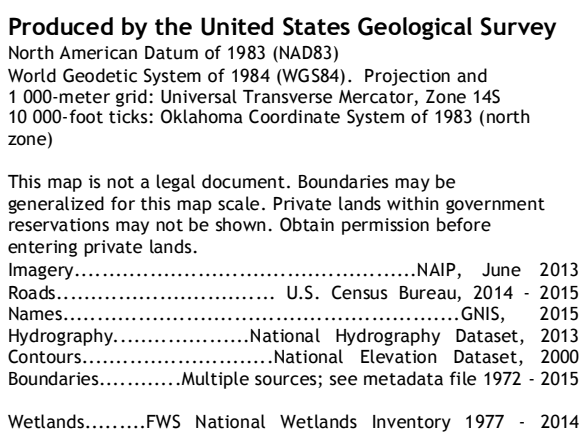 Produced by the United States Geological Survey
North American Datum of 1983 (NAD83)
World Geodetic System of 1984 (WGS84). Projection and
1 000-meter grid: Universal Transverse Mercator, Zone 14S
10 000-foot ticks: Oklahoma Coordinate System of 1983 (north
zone)
This map is not a legal document. Boundaries may be
generalized for this map scale. Private lands within government
reservations may not be shown. Obtain permission before
entering private lands.
Imagery.............................................NAIP, June 2013
Roads............................. U.S. Census Bureau, 2014 - 2015
Names...................................................GNIS, 2015
Hydrography..................National Hydrography Dataset, 2013
Contours.........................National Elevation Dataset, 2000
Boundaries...........Multiple sources; see metadata file 1972 - 2015
Wetlands.........FWS National Wetlands Inventory 1977 - 2014